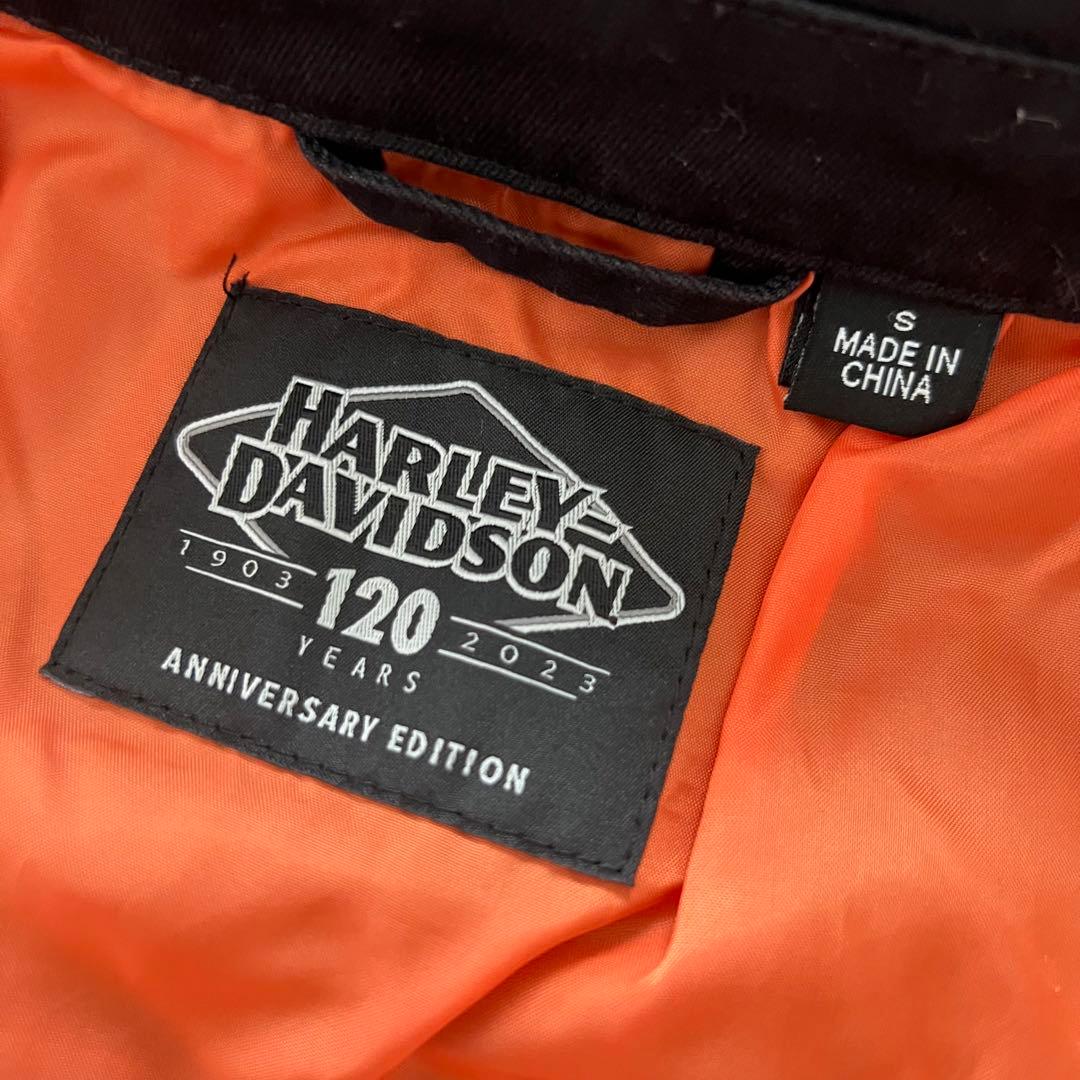 HARLEY-
DAVIDSON
1903 120 2023
YEARS
ANNIVERSARY EDITION
S
MADE IN
CHINA